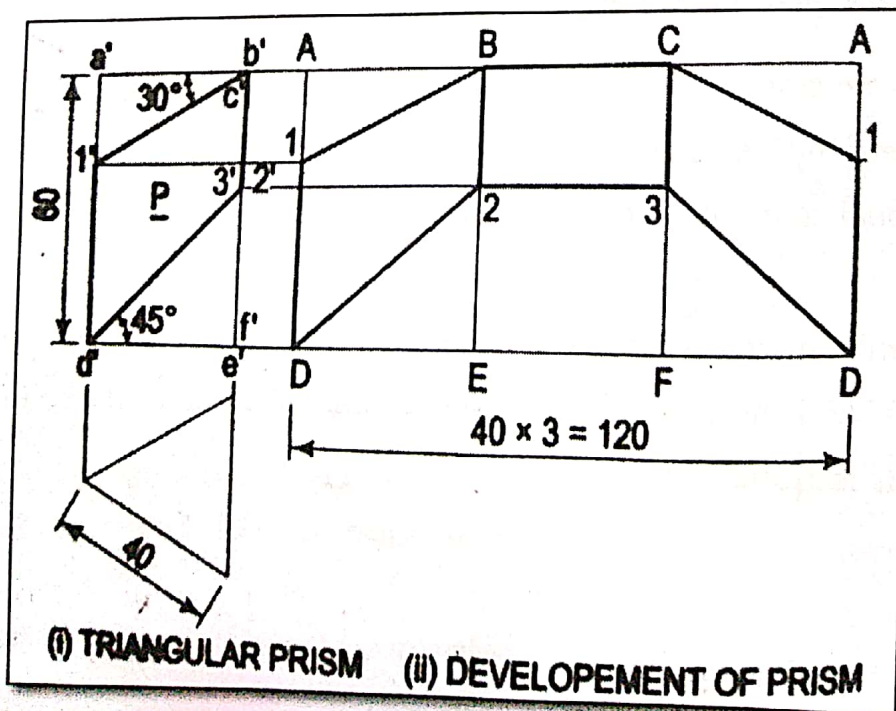 a' b' A B C A
30° c'
1' 1 1
60 P 3' 2' 2 3
45° f'
d' e' D E F D
40 × 3 = 120
40
(i) TRIANGULAR PRISM (ii) DEVELOPEMENT OF PRISM